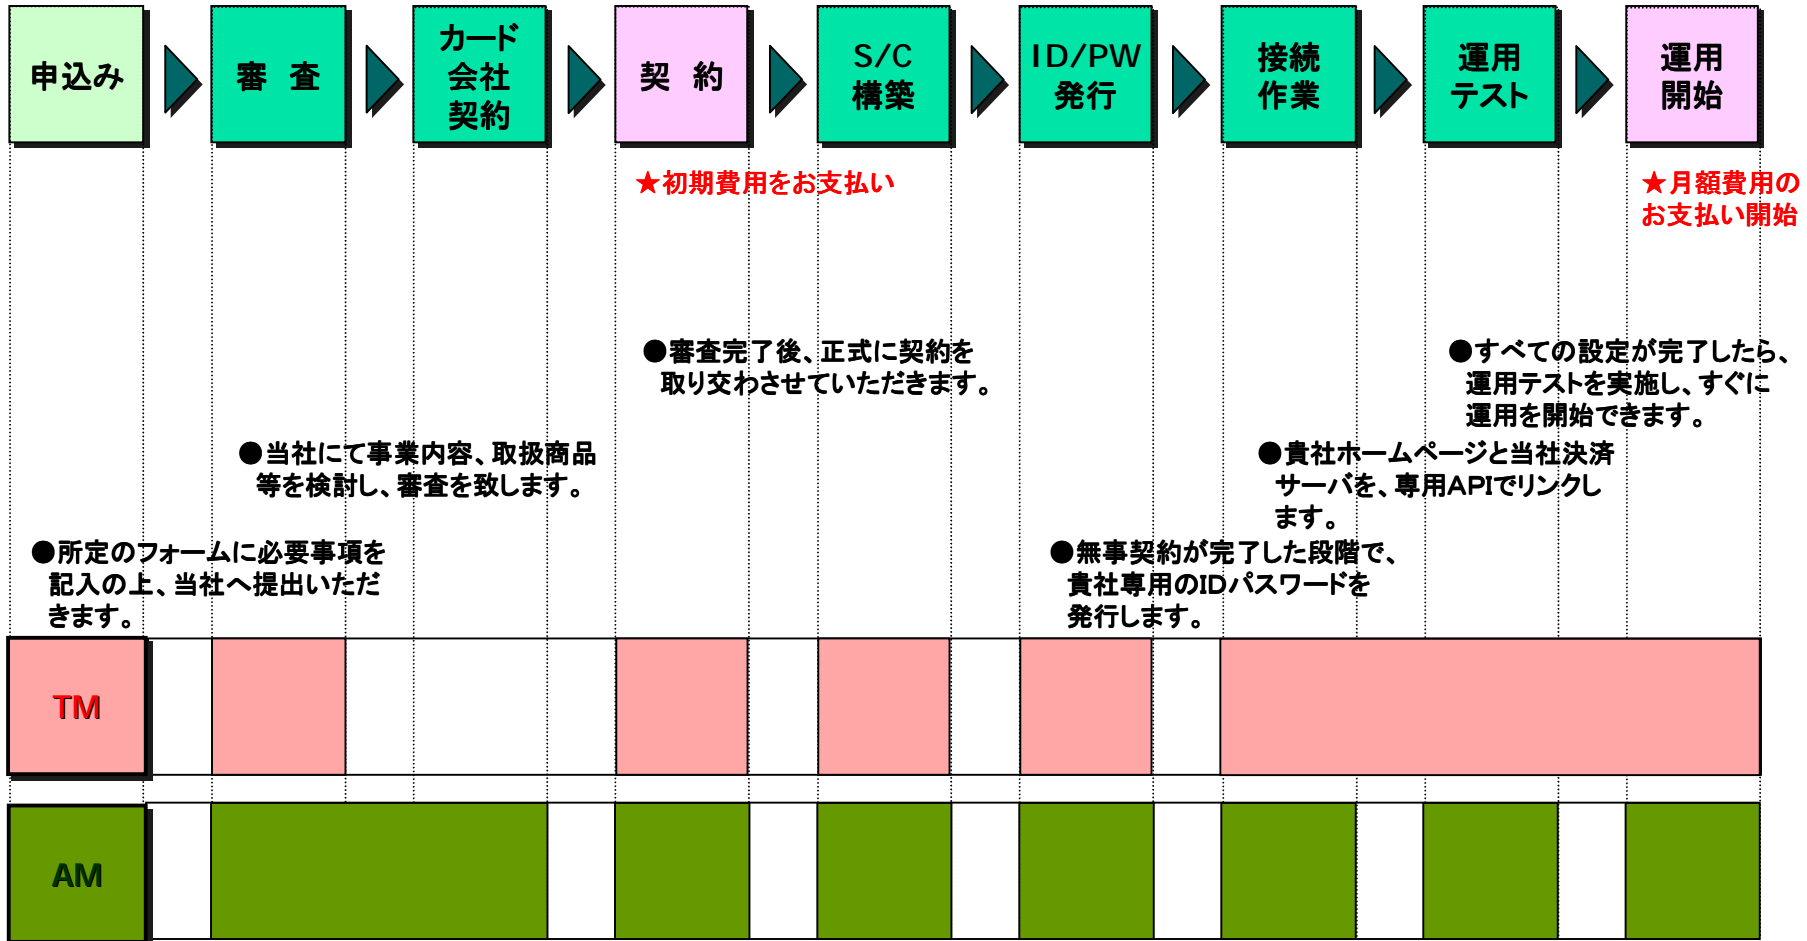 申込み
審 査
カード
会社
契約
契 約
S/C
構築
ID/PW
発行
接続
作業
運用
テスト
運用
開始
★初期費用をお支払い
★月額費用の
お支払い開始
●審査完了後、正式に契約を
取り交わさせていただきます。
●すべての設定が完了したら、
運用テストを実施し、すぐに
運用を開始できます。
●当社にて事業内容、取扱商品
等を検討し、審査を致します。
●貴社ホームページと当社決済
サーバを、専用APIでリンクし
ます。
●所定のフォームに必要事項を
記入の上、当社へ提出いただ
きます。
●無事契約が完了した段階で、
貴社専用のIDパスワードを
発行します。
TM
AM